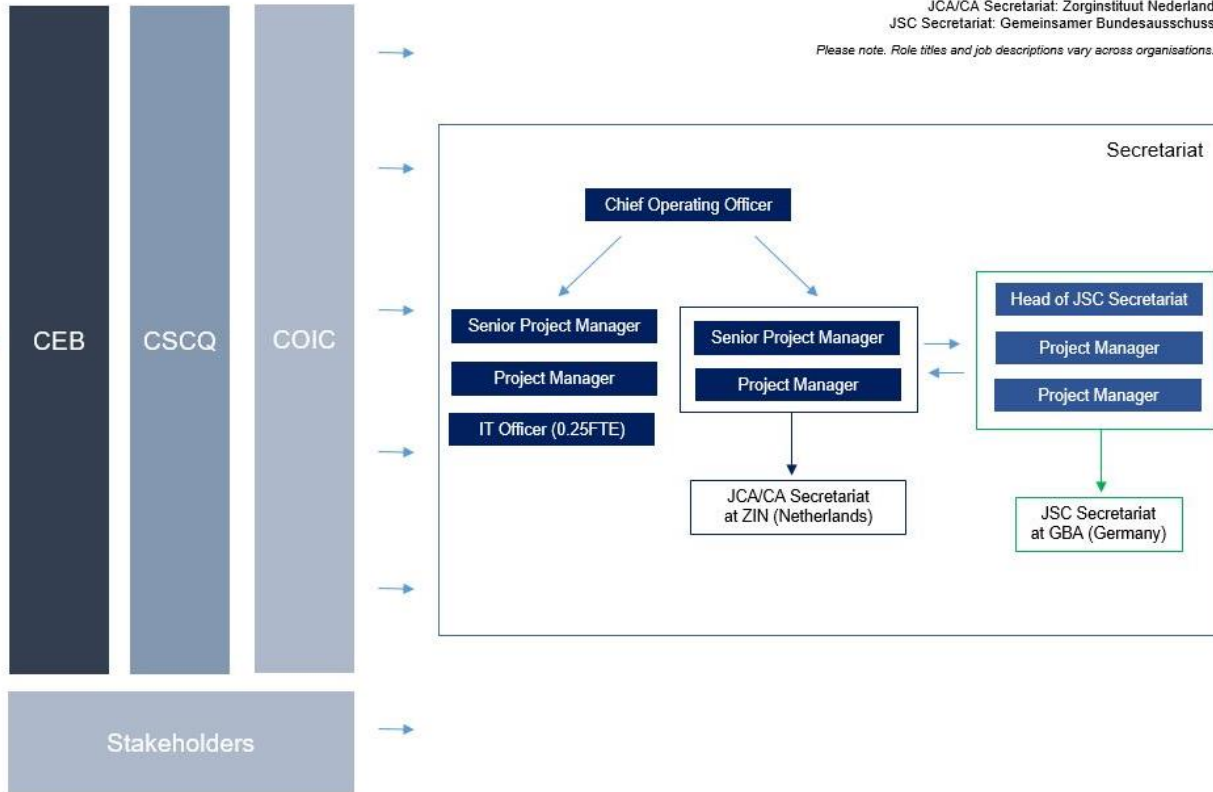 JCA/CA Secretariat: Zorginstituut Nederland
JSC Secretariat: Gemeinsamer Bundesausschuss
Please note. Role titles and job descriptions vary across organisations.
Secretariat
Chief Operating Officer
Senior Project Manager
Project Manager
IT Officer (0.25FTE)
Senior Project Manager
Project Manager
Head of JSC Secretariat
Project Manager
Project Manager
JCA/CA Secretariat
at ZIN (Netherlands)
JSC Secretariat
at GBA (Germany)
CEB
CSCQ
COIC
Stakeholders